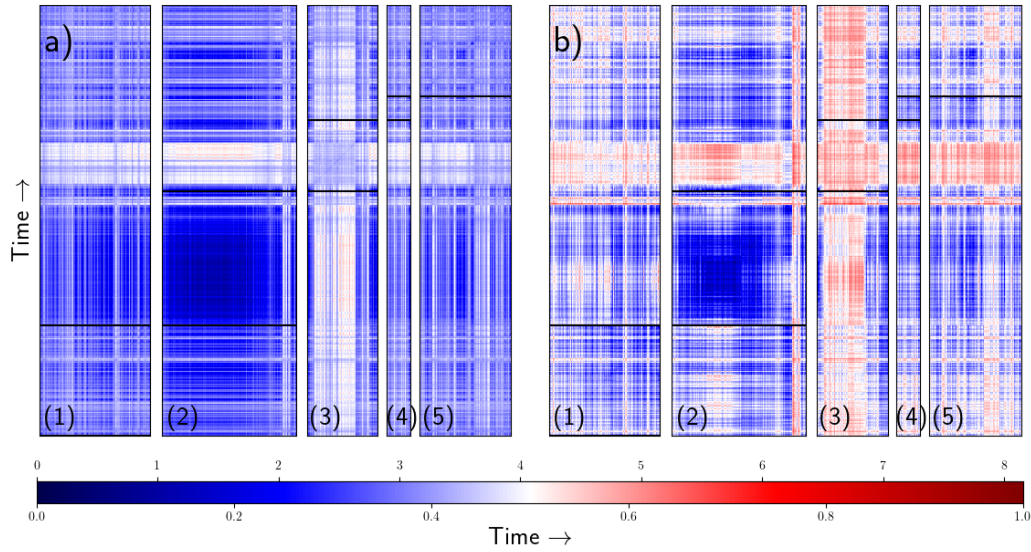 a) b)
Time →
(1) (2) (3) (4) (5) (1) (2) (3) (4) (5)
0 1 2 3 4 5 6 7 8
0.0 0.2 0.4 0.6 0.8 1.0
Time →